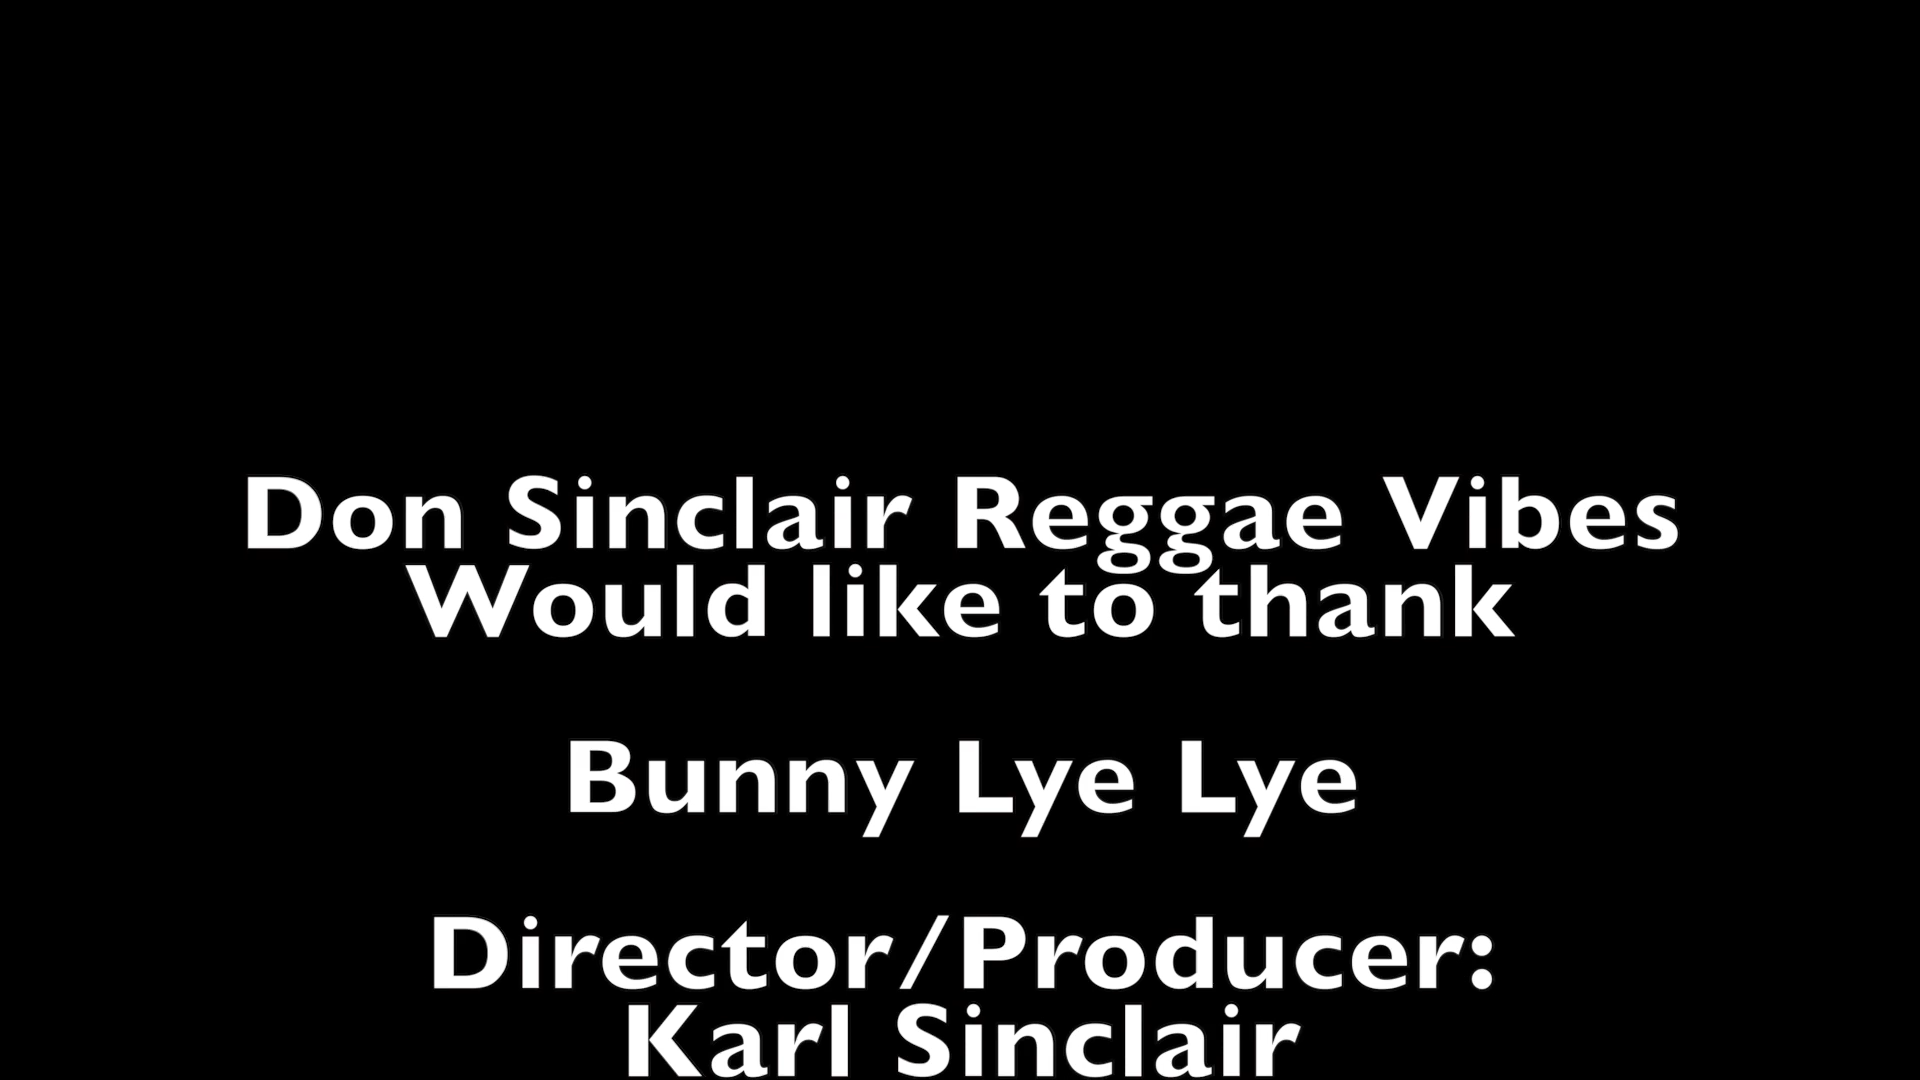 Don Sinclair Reggae Vibes
Would like to thank
Bunny Lye Lye
Director/Producer:
Karl Sinclair